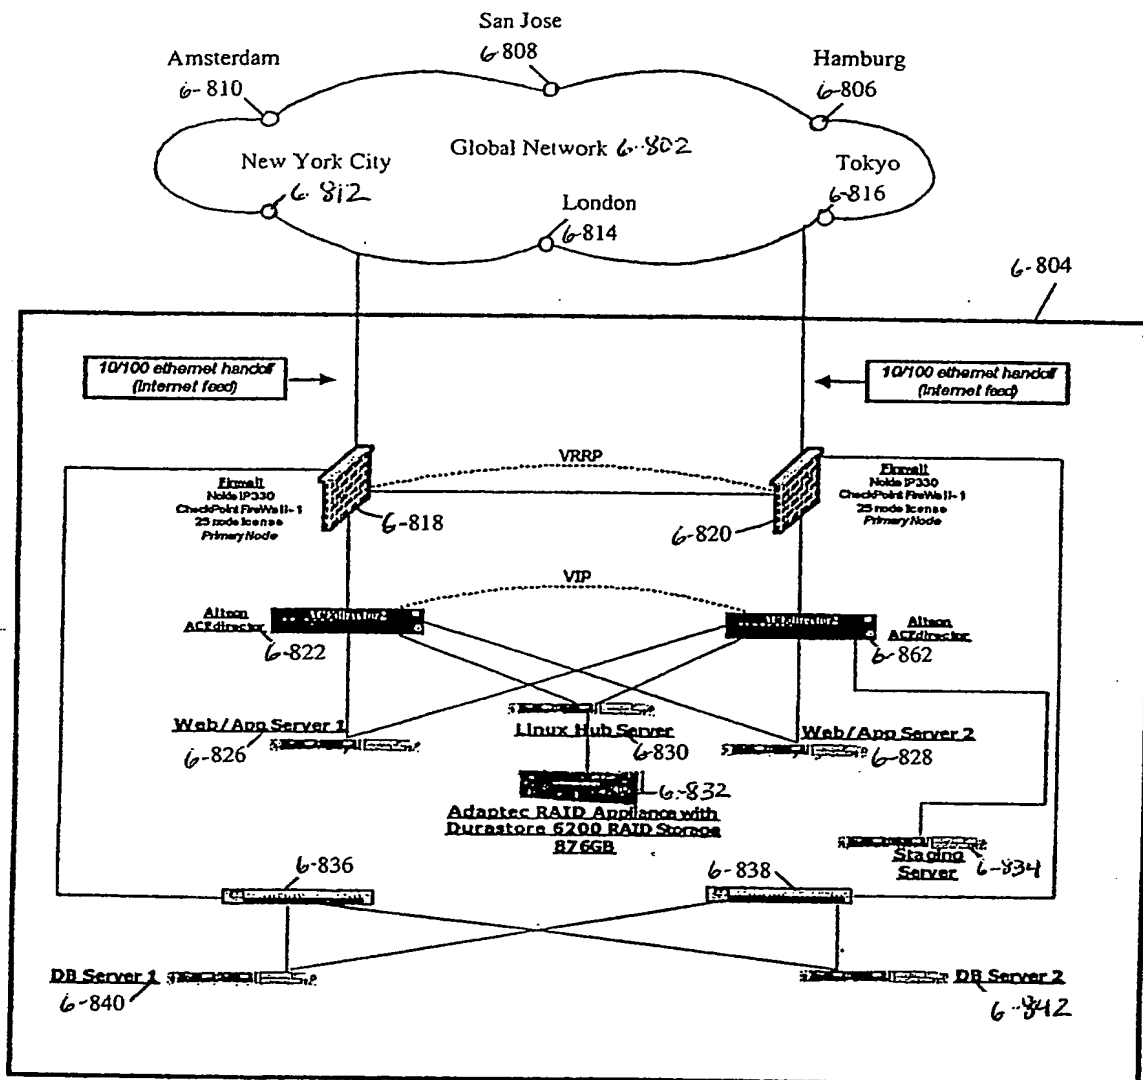 San Jose
6-808
Amsterdam
6-810
Hamburg
6-806
Global Network 6-802
New York City
6-812
Tokyo
6-816
London
6-814
6-804
10/100 ethernet handoff
(Internet feed)
10/100 ethernet handoff
(Internet feed)
VRRP
Firewall
Nokia IP330
CheckPoint FireWall-1
25 node license
Primary Node
6-818
Firewall
Nokia IP330
CheckPoint FireWall-1
25 node license
Primary Node
6-820
VIP
Alteon
ACEdirector
6-822
ACEdirector2
ACEdirector2
Alteon
ACEdirector
6-862
Web/App Server 1
6-826
Linux Hub Server
6-830
Web/App Server 2
6-828
6-832
Adaptec RAID Appliance with
Durastore 6200 RAID Storage
876GB
Staging
Server
6-834
6-836
6-838
DB Server 1
6-840
DB Server 2
6-842